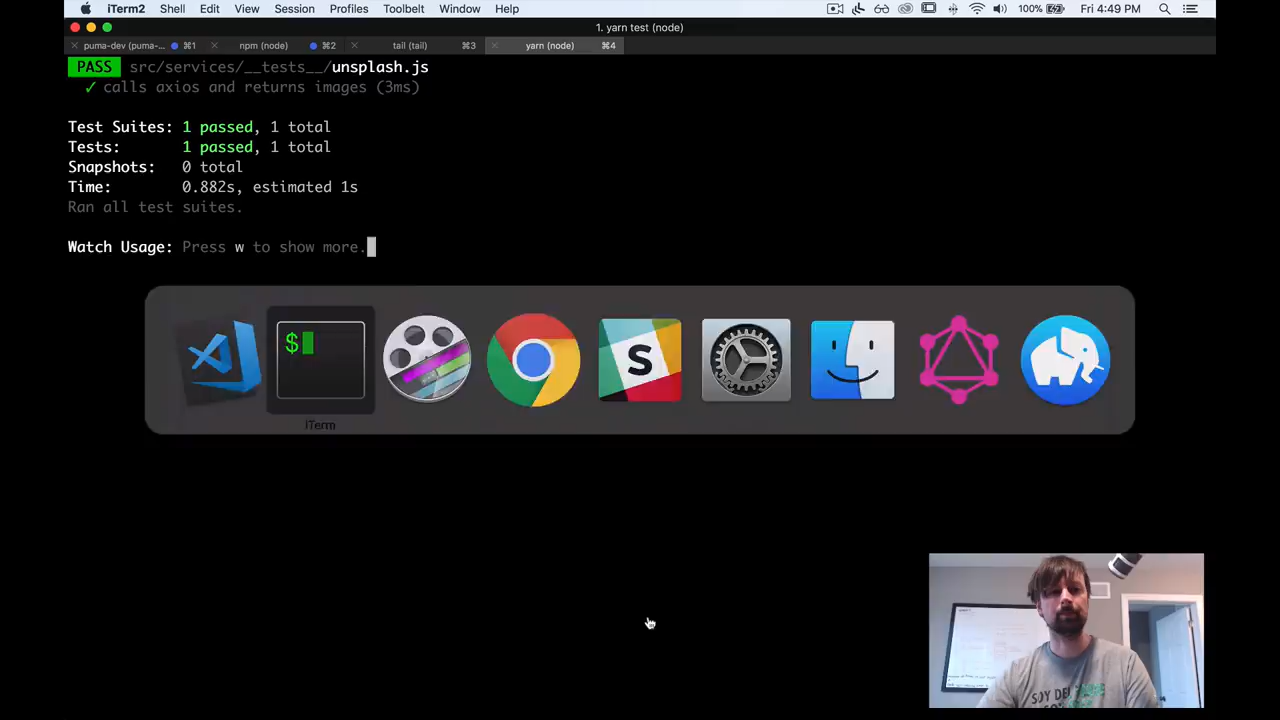 iTerm2 Shell Edit View Session Profiles Toolbelt Window Help 100% Fri 4:49 PM
1. yarn test (node)
puma-dev (puma-... ⌘1 npm (node) ⌘2 tail (tail) ⌘3 yarn (node) ⌘4
PASS src/services/__tests__/unsplash.js
✓ calls axios and returns images (3ms)
Test Suites: 1 passed, 1 total
Tests: 1 passed, 1 total
Snapshots: 0 total
Time: 0.882s, estimated 1s
Ran all test suites.
Watch Usage: Press w to show more.
$
S
iTerm
SOY DEL